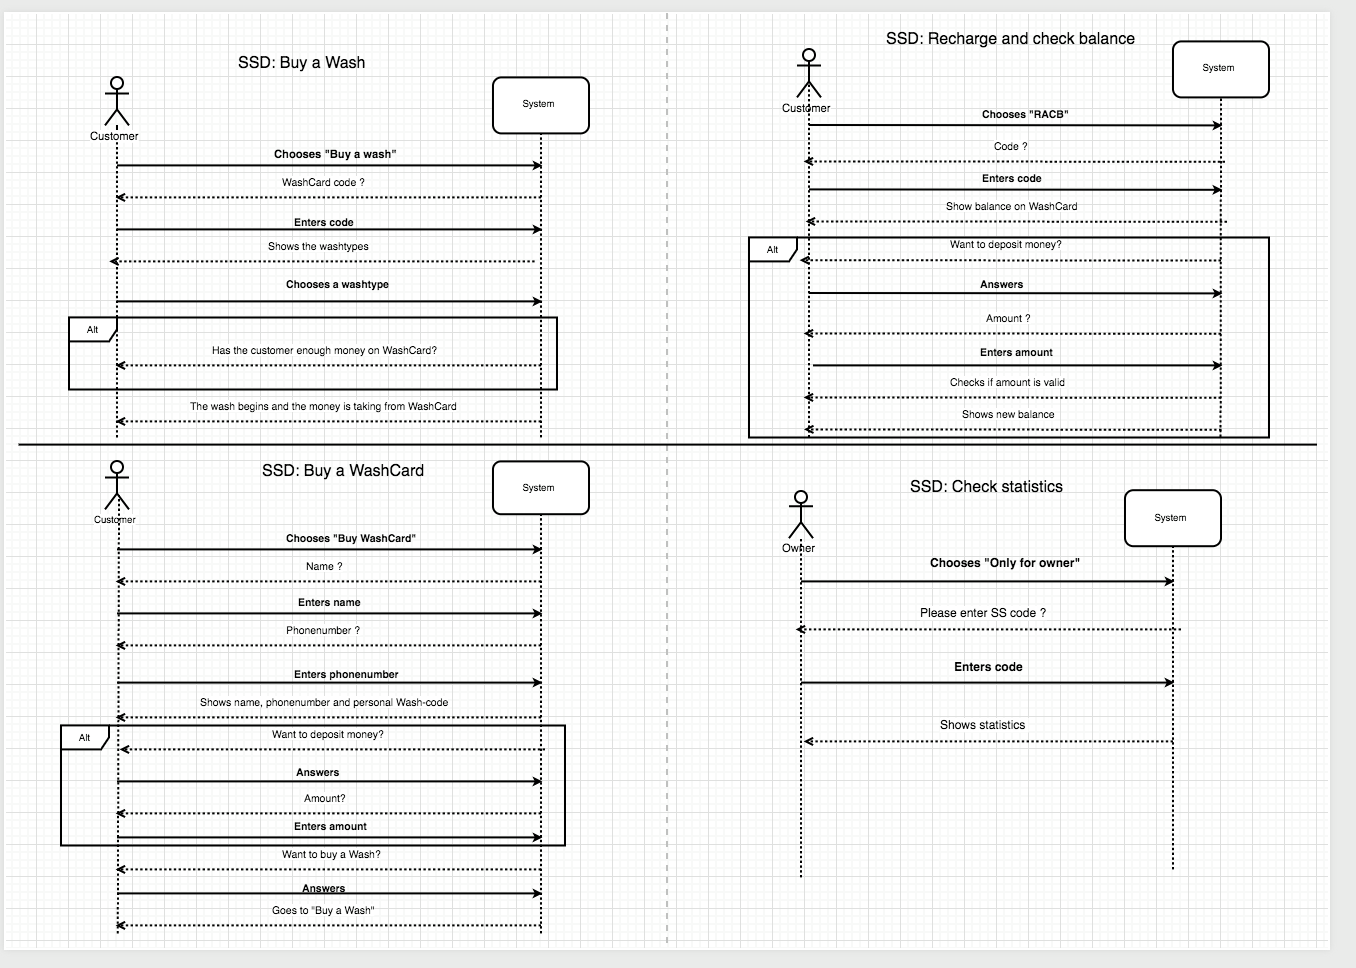 SSD: Buy a Wash
System
Customer
Chooses "Buy a wash"
WashCard code ?
Enters code
Shows the washtypes
Chooses a washtype
Alt
Has the customer enough money on WashCard?
The wash begins and the money is taking from WashCard
SSD: Recharge and check balance
System
Customer
Chooses "RACB"
Code ?
Enters code
Show balance on WashCard
Want to deposit money?
Alt
Answers
Amount ?
Enters amount
Checks if amount is valid
Shows new balance
SSD: Buy a WashCard
System
Customer
Chooses "Buy WashCard"
Name ?
Enters name
Phonenumber ?
Enters phonenumber
Shows name, phonenumber and personal Wash-code
Want to deposit money?
Alt
Answers
Amount?
Enters amount
Want to buy a Wash?
Answers
Goes to "Buy a Wash"
SSD: Check statistics
System
Owner
Chooses "Only for owner"
Please enter SS code ?
Enters code
Shows statistics